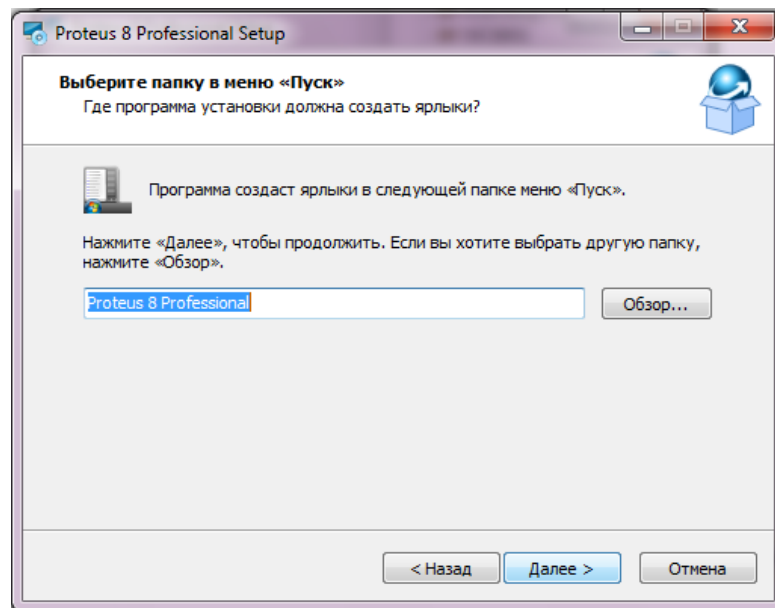 Proteus 8 Professional Setup
Выберите папку в меню «Пуск»
Где программа установки должна создать ярлыки?
Программа создаст ярлыки в следующей папке меню «Пуск».
Нажмите «Далее», чтобы продолжить. Если вы хотите выбрать другую папку,
нажмите «Обзор».
Proteus 8 Professional
Обзор...
< Назад
Далее >
Отмена